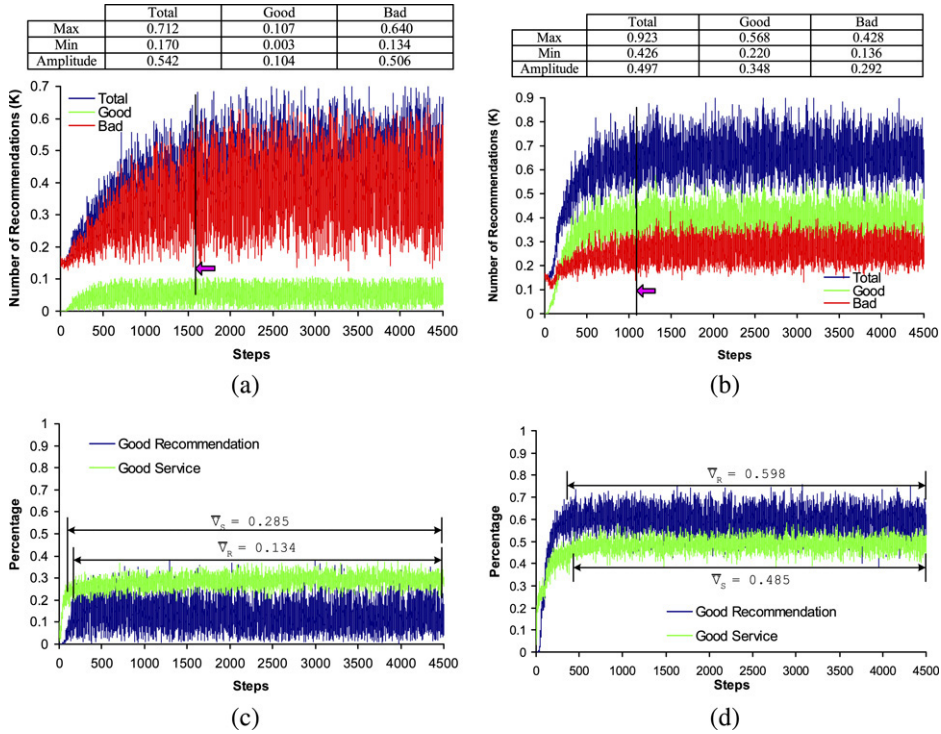 Total Good Bad
Max 0.712 0.107 0.640
Min 0.170 0.003 0.134
Amplitude 0.542 0.104 0.506
Number of Recommendations (K)
0.7
0.6
0.5
0.4
0.3
0.2
0.1
0
Total
Good
Bad
0 500 1000 1500 2000 2500 3000 3500 4000 4500
Steps
(a)
Total Good Bad
Max 0.923 0.568 0.428
Min 0.426 0.220 0.136
Amplitude 0.497 0.348 0.292
Number of Recommendations (K)
0.9
0.8
0.7
0.6
0.5
0.4
0.3
0.2
0.1
0
Total
Good
Bad
0 500 1000 1500 2000 2500 3000 3500 4000 4500
Steps
(b)
Percentage
1
0.9
0.8
0.7
0.6
0.5
0.4
0.3
0.2
0.1
0
Good Recommendation
Good Service
V̅S = 0.285
V̅R = 0.134
0 500 1000 1500 2000 2500 3000 3500 4000 4500
Steps
(c)
Percentage
1
0.9
0.8
0.7
0.6
0.5
0.4
0.3
0.2
0.1
0
V̅R = 0.598
V̅S = 0.485
Good Recommendation
Good Service
0 500 1000 1500 2000 2500 3000 3500 4000 4500
Steps
(d)